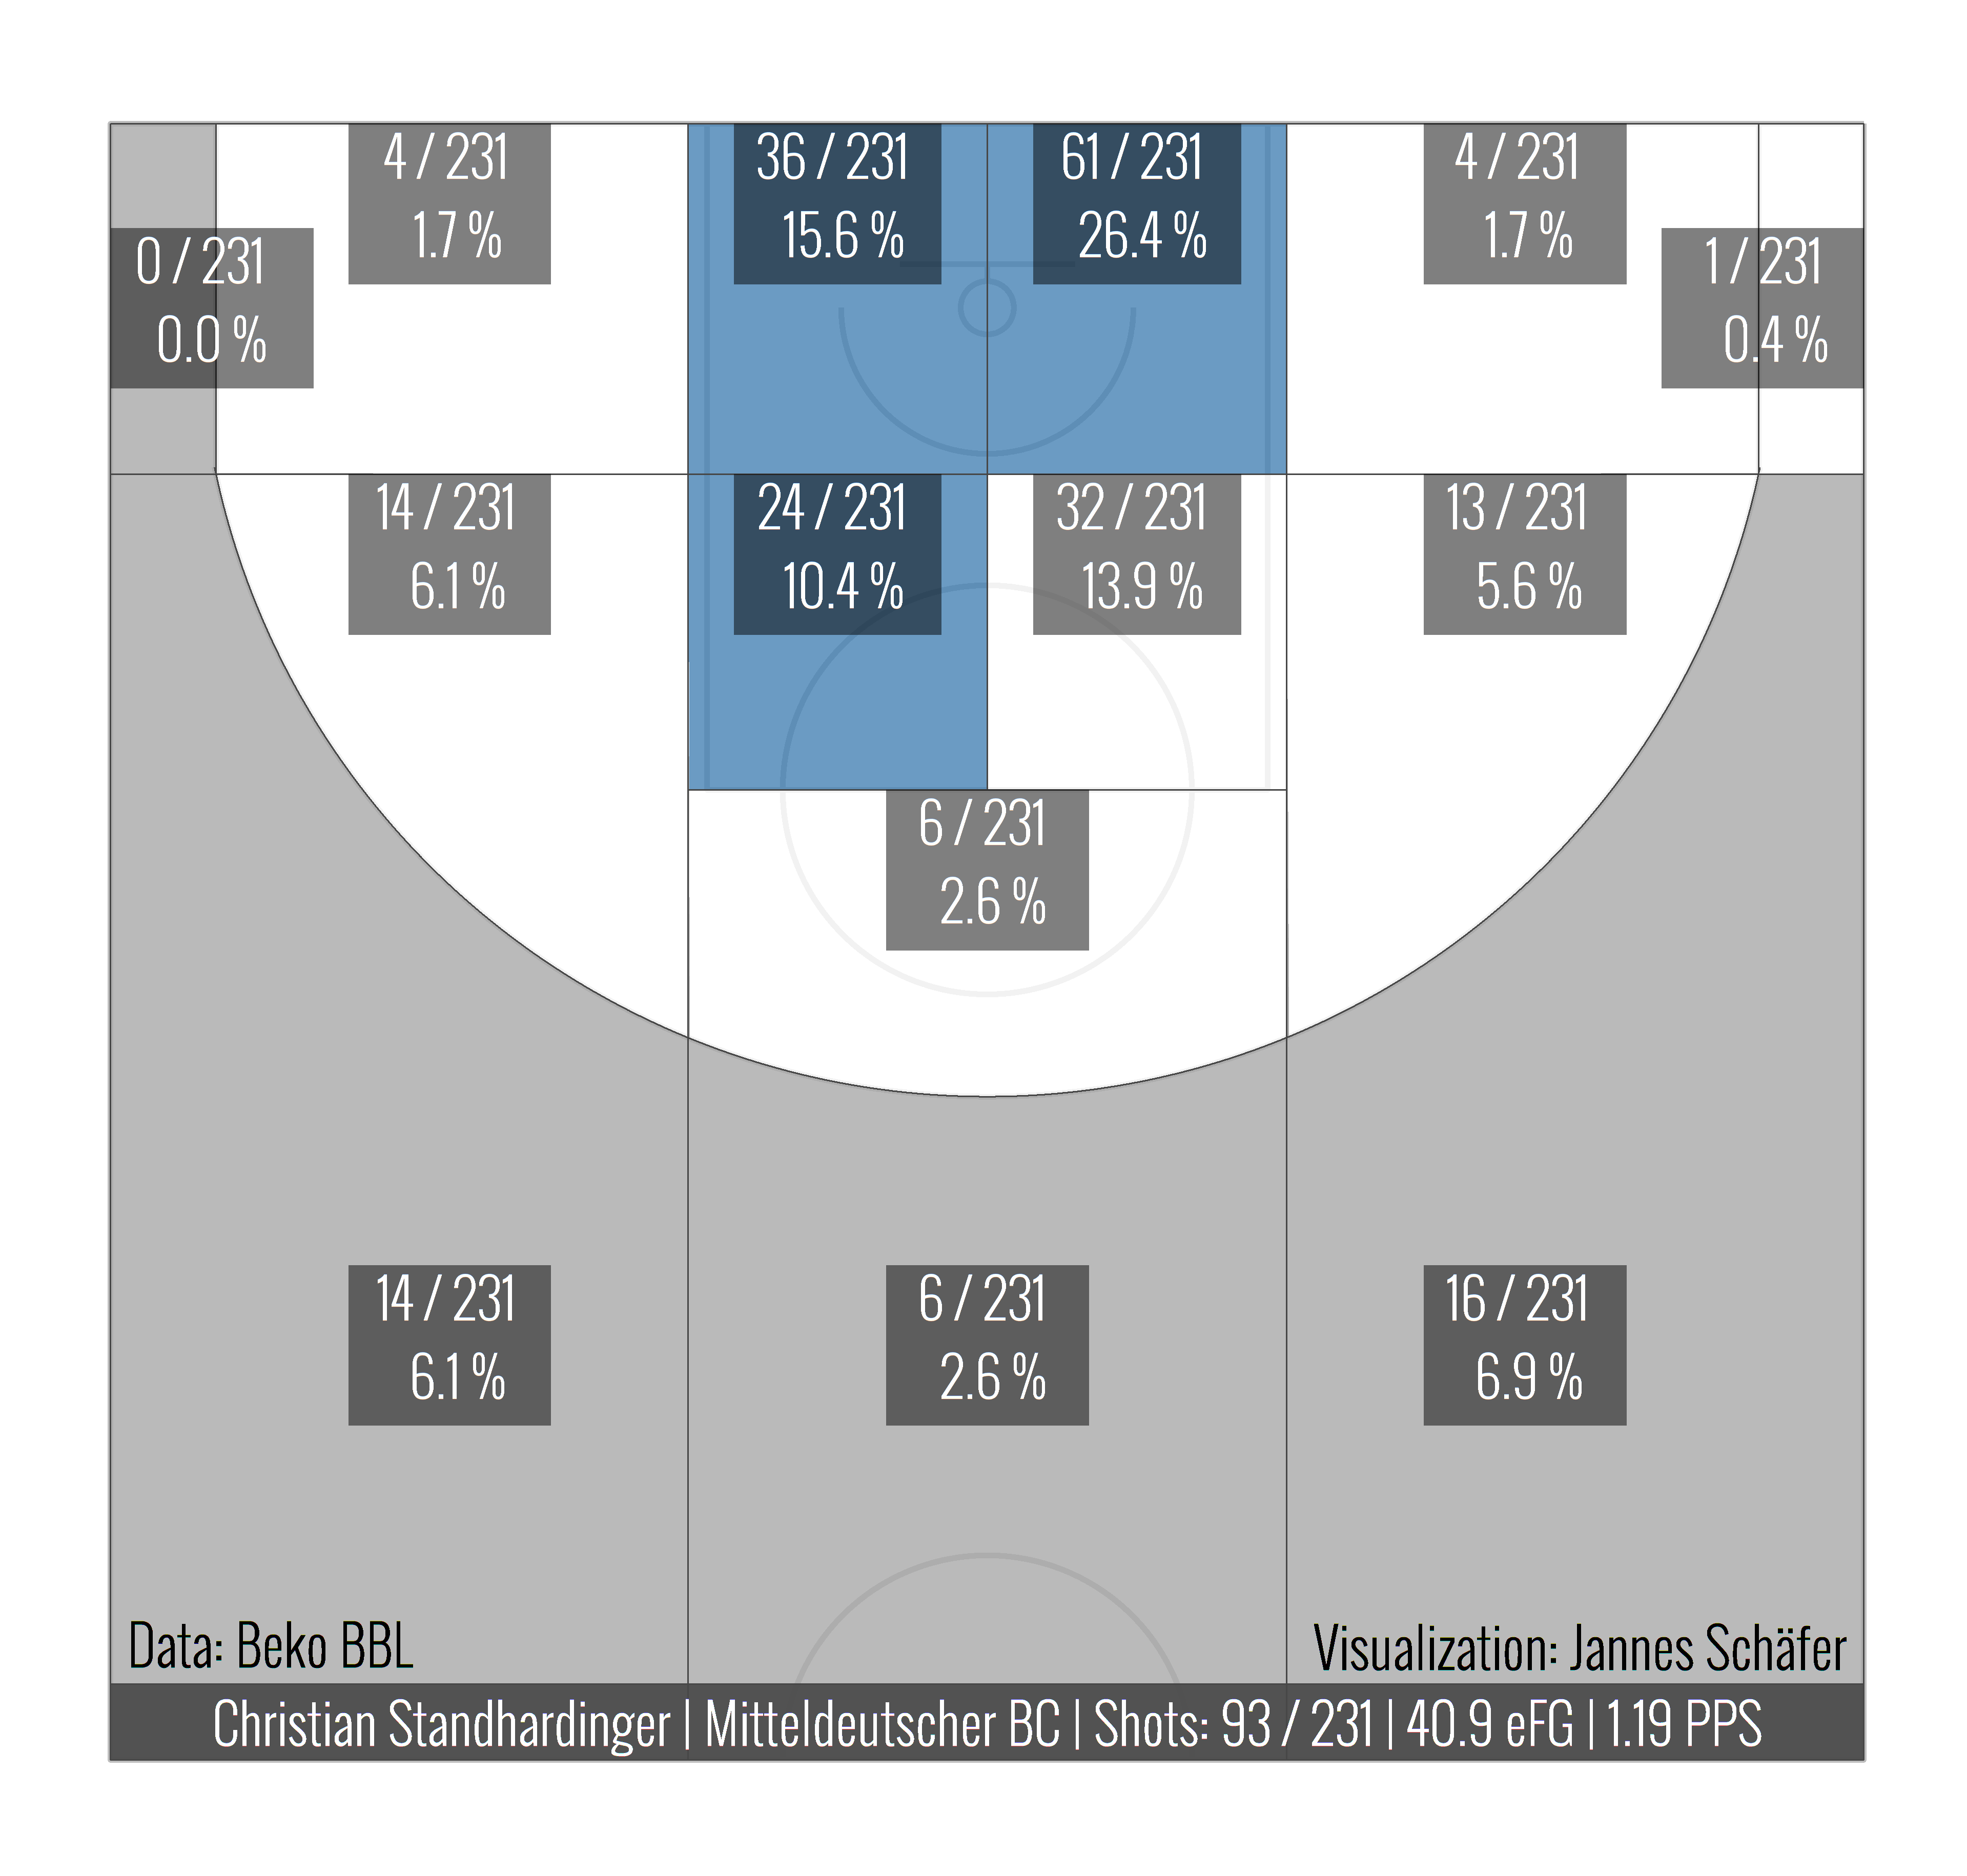 4 / 231
1.7 %
36 / 231
15.6 %
61 / 231
26.4 %
4 / 231
1.7 %
0 / 231
0.0 %
1 / 231
0.4 %
14 / 231
6.1 %
24 / 231
10.4 %
32 / 231
13.9 %
13 / 231
5.6 %
6 / 231
2.6 %
14 / 231
6.1 %
6 / 231
2.6 %
16 / 231
6.9 %
Data: Beko BBL
Visualization: Jannes Schäfer
Christian Standhardinger | Mitteldeutscher BC | Shots: 93 / 231 | 40.9 eFG | 1.19 PPS